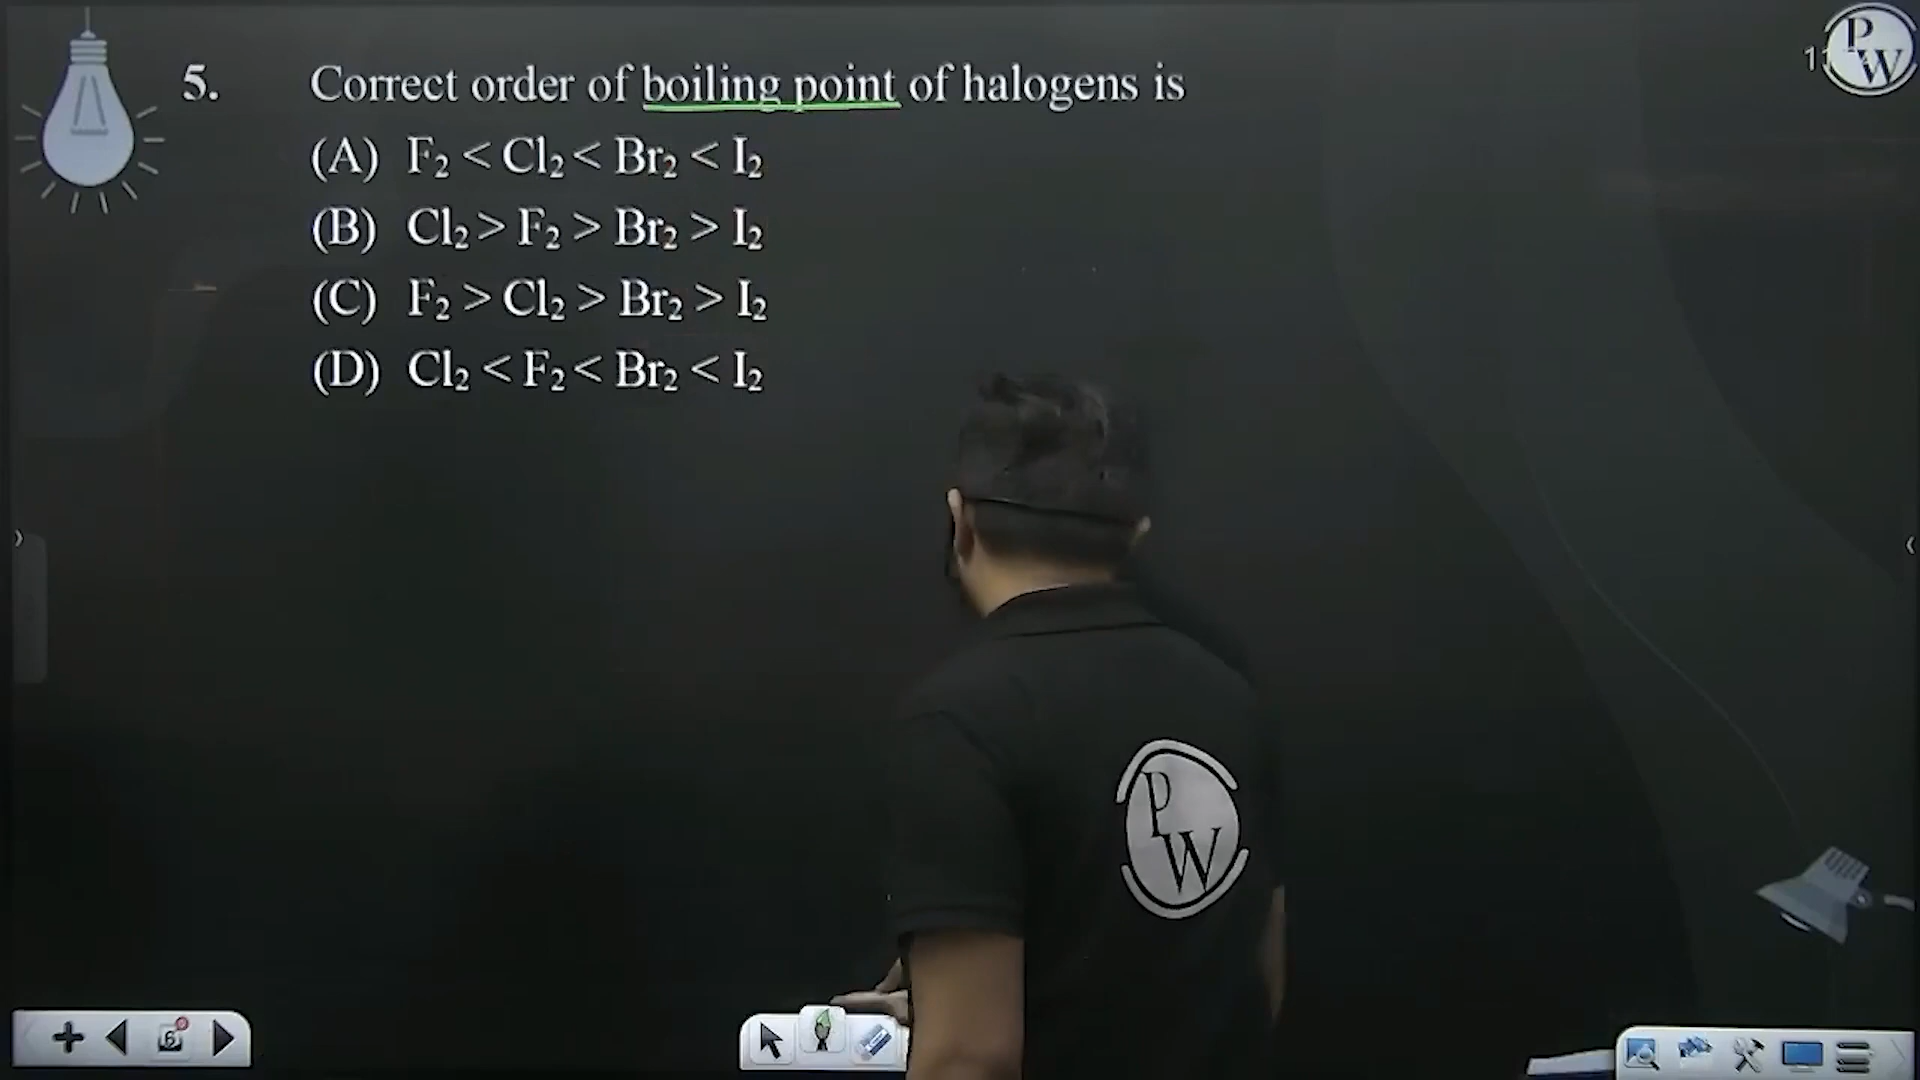 5. Correct order of boiling point of halogens is
(A) F₂ < Cl₂ < Br₂ < I₂
(B) Cl₂ > F₂ > Br₂ > I₂
(C) F₂ > Cl₂ > Br₂ > I₂
(D) Cl₂ < F₂ < Br₂ < I₂
PW
PW